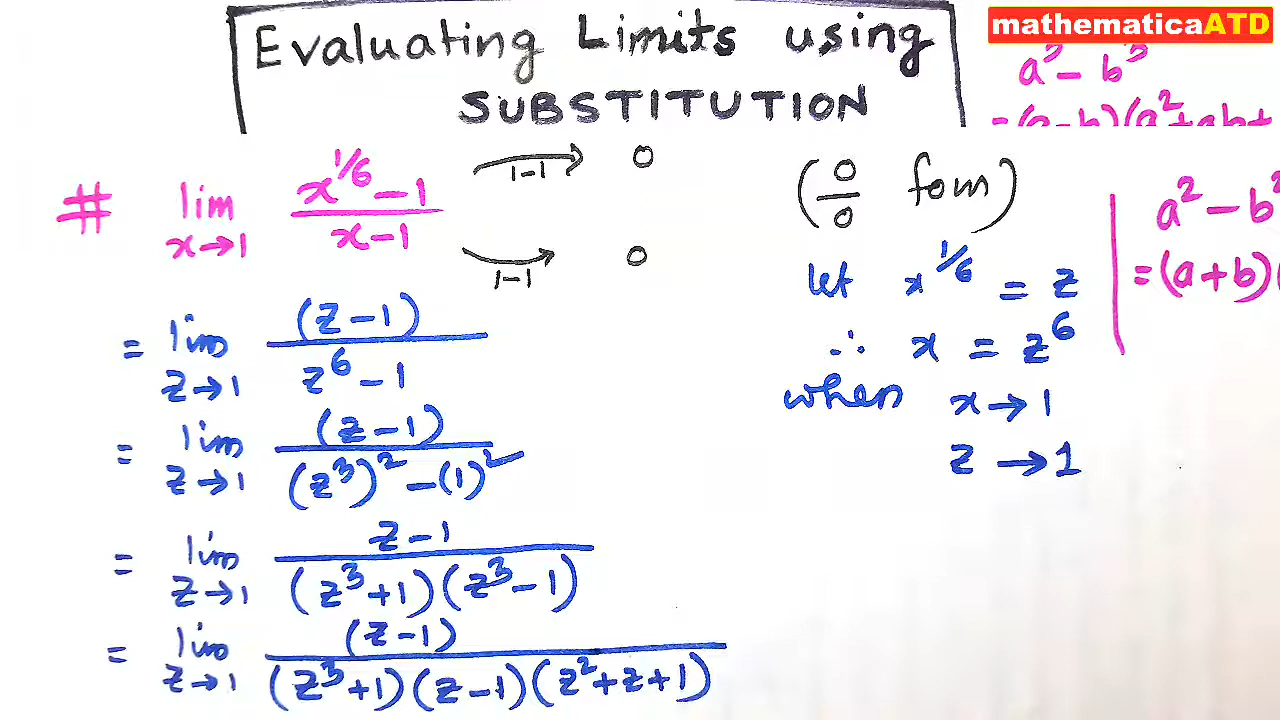 mathematicaATD
Evaluating Limits using
SUBSTITUTION
a³ - b³
= (a-b)(a²+ab+
# lim x→1 (x^{1/6} - 1)/(x - 1)
1-1 → 0
1-1 → 0
(0/0 form)
a² - b²
= (a+b)(
let x^{1/6} = z
∴ x = z⁶
when x→1
z→1
= lim z→1 (z-1)/(z⁶-1)
= lim z→1 (z-1)/((z³)²-(1)²)
= lim z→1 z-1/((z³+1)(z³-1))
= lim z→1 (z-1)/((z³+1)(z-1)(z²+z+1))